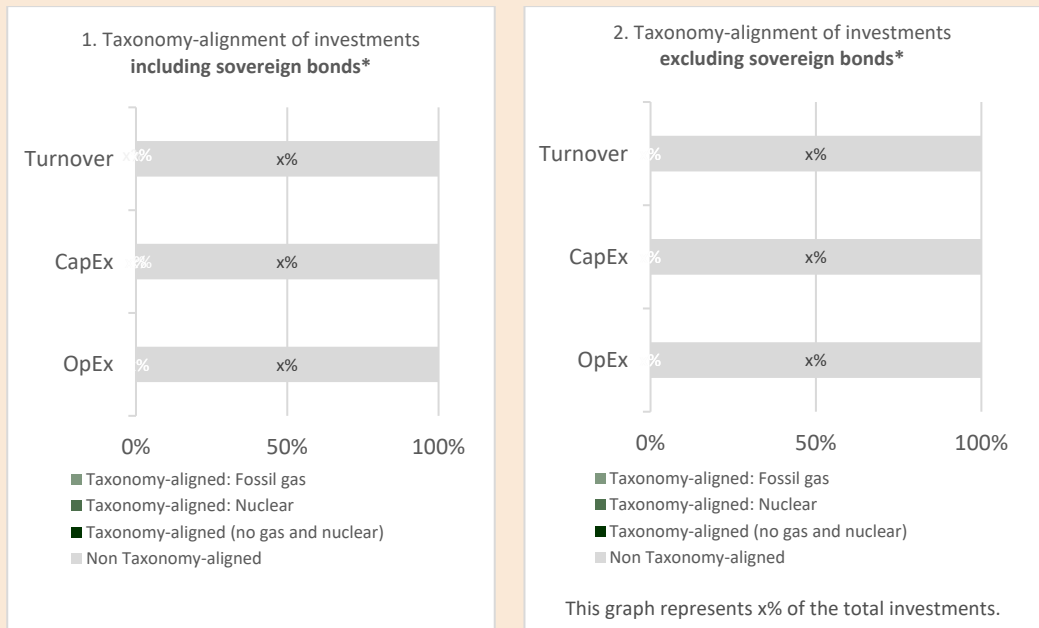 1. Taxonomy-alignment of investments
including sovereign bonds*
Turnover
x%
CapEx
x%
OpEx
%
x%
0% 50% 100%
Taxonomy-aligned: Fossil gas
Taxonomy-aligned: Nuclear
Taxonomy-aligned (no gas and nuclear)
Non Taxonomy-aligned
2. Taxonomy-alignment of investments
excluding sovereign bonds*
Turnover
%
x%
CapEx
%
x%
OpEx
%
x%
0% 50% 100%
Taxonomy-aligned: Fossil gas
Taxonomy-aligned: Nuclear
Taxonomy-aligned (no gas and nuclear)
Non Taxonomy-aligned
This graph represents x% of the total investments.